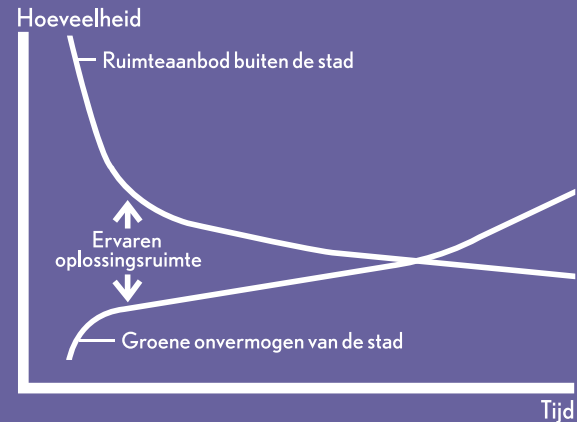 Hoeveelheid
Ruimteaanbod buiten de stad
Ervaren
oplossingsruimte
Groene onvermogen van de stad
Tijd